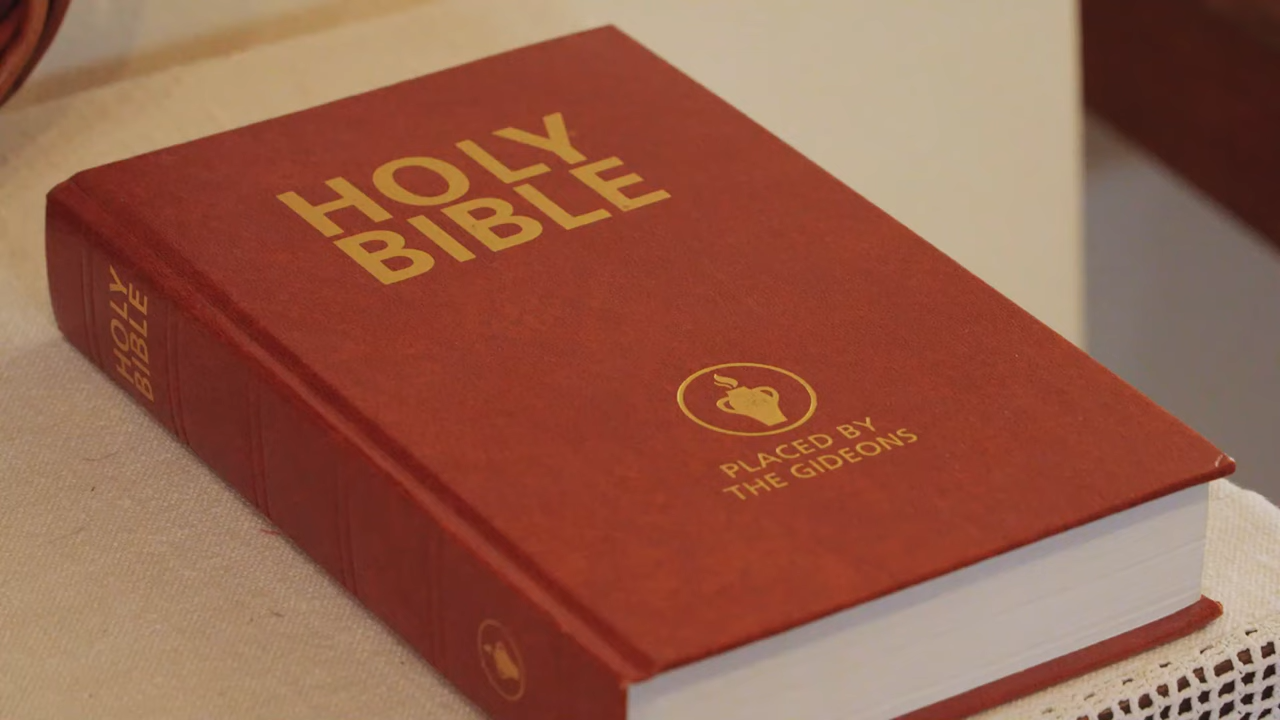 HOLY
BIBLE
PLACED BY
THE GIDEONS
HOLY
BIBLE